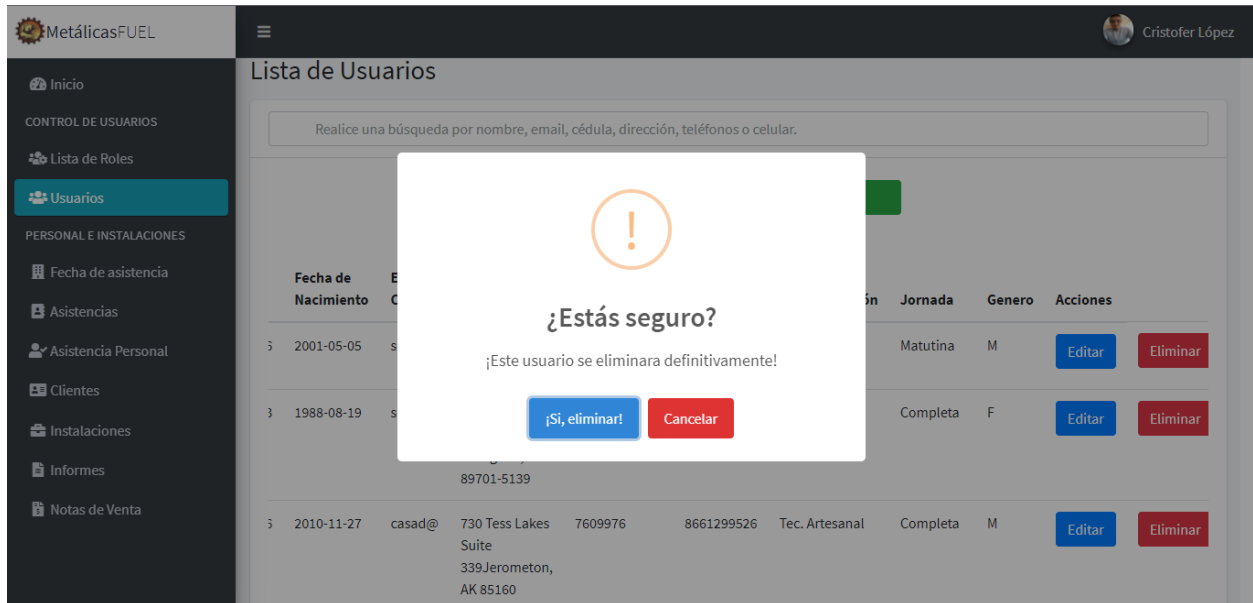 MetálicasFUEL
Cristofer López
Inicio
CONTROL DE USUARIOS
Lista de Roles
Usuarios
PERSONAL E INSTALACIONES
Fecha de asistencia
Asistencias
Asistencia Personal
Clientes
Instalaciones
Informes
Notas de Venta
Lista de Usuarios
Realice una búsqueda por nombre, email, cédula, dirección, teléfonos o celular.
¿Estás seguro?
¡Este usuario se eliminara definitivamente!
¡Si, eliminar!
Cancelar
Fecha de
Nacimiento
Jornada
Genero
Acciones
2001-05-05
Matutina
M
Editar
Eliminar
1988-08-19
Completa
F
Editar
Eliminar
89701-5139
2010-11-27
casad@
730 Tess Lakes
Suite
339Jerometon,
AK 85160
7609976
8661299526
Tec. Artesanal
Completa
M
Editar
Eliminar